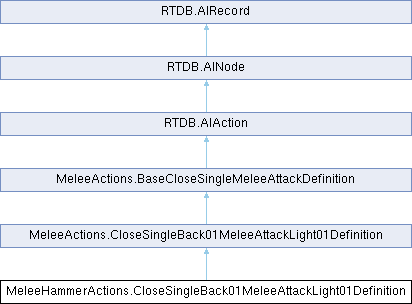 RTDB.AIRecord
RTDB.AINode
RTDB.AIAction
MeleeActions.BaseCloseSingleMeleeAttackDefinition
MeleeActions.CloseSingleBack01MeleeAttackLight01Definition
MeleeHammerActions.CloseSingleBack01MeleeAttackLight01Definition